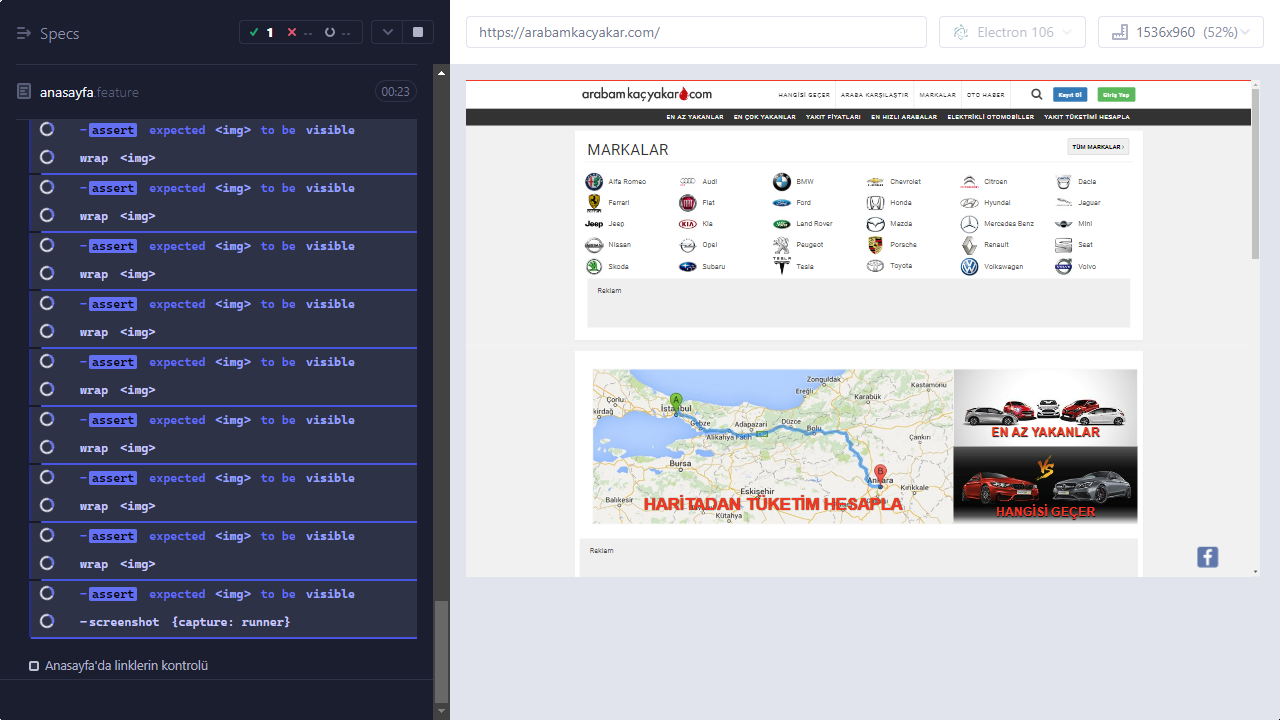 Specs
1
--
--
anasayfa.feature
00:23
-assert expected <img> to be visible
wrap <img>
-assert expected <img> to be visible
wrap <img>
-assert expected <img> to be visible
wrap <img>
-assert expected <img> to be visible
wrap <img>
-assert expected <img> to be visible
wrap <img>
-assert expected <img> to be visible
wrap <img>
-assert expected <img> to be visible
wrap <img>
-assert expected <img> to be visible
wrap <img>
-assert expected <img> to be visible
-screenshot {capture: runner}
Anasayfa'da linklerin kontrolü
https://arabamkacyakar.com/
Electron 106
1536x960 (52%)
arabamkaçyakar.com
HANGİSİ GEÇER
ARABA KARŞILAŞTIR
MARKALAR
OTO HABER
Kayıt Ol
Giriş Yap
EN AZ YAKANLAR
EN ÇOK YAKANLAR
YAKIT FİYATLARI
EN HIZLI ARABALAR
ELEKTRİKLİ OTOMOBİLLER
YAKIT TÜKETİMİ HESAPLA
MARKALAR
TÜM MARKALAR ›
Alfa Romeo Audi BMW Chevrolet Citroen Dacia
Ferrari Fiat Ford Honda Hyundai Jaguar
Jeep Jeep KIA Kia Land Rover Mazda Mercedes Benz Mini
Nissan Opel Peugeot Porsche Renault Seat
Skoda Subaru TESLA Tesla Toyota Volkswagen Volvo
Reklam
Zonguldak
Ereğli
Kastamonu
Karabük
Çorlu
A
İstanbul
kirdağ
Gebze
Adapazarı
Düzce
Bolu
Alikahya Fatih
Çankırı
Bursa
B
Ankara
Kırıkkale
Eskişehir
Balıkesir
Kütahya
HARİTADAN TÜKETİM HESAPLA
EN AZ YAKANLAR
VS
HANGİSİ GEÇER
Reklam